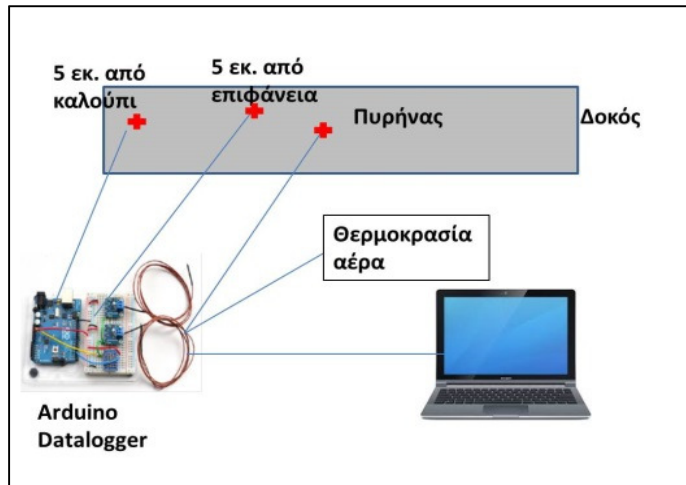 5 εκ. από
καλούπι
5 εκ. από
επιφάνεια
Πυρήνας
Δοκός
Θερμοκρασία
αέρα
Arduino
Datalogger